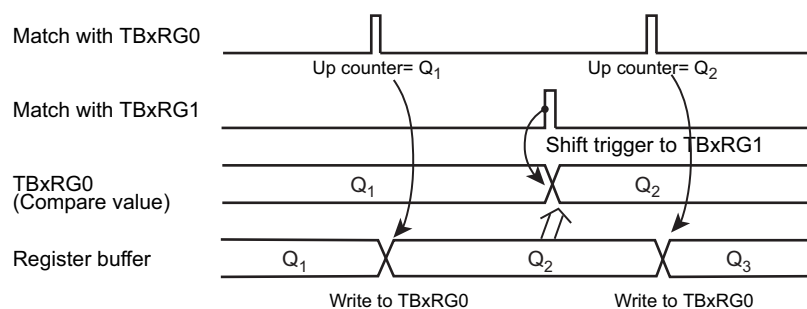 Match with TBxRG0
Up counter= Q1
Up counter= Q2
Match with TBxRG1
Shift trigger to TBxRG1
TBxRG0
(Compare value)
Q1
Q2
Register buffer
Q1
Q2
Q3
Write to TBxRG0
Write to TBxRG0